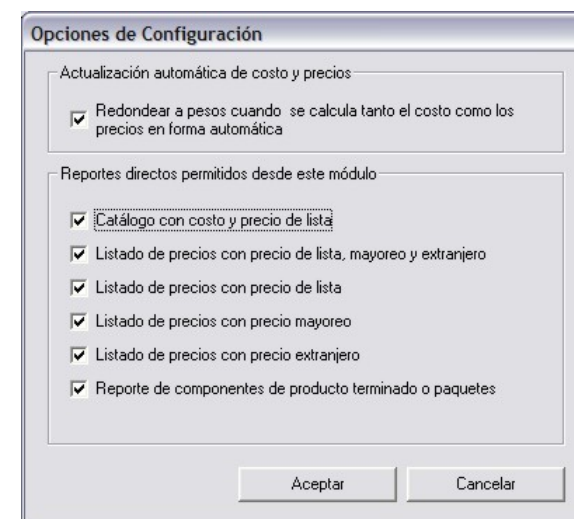 Opciones de Configuración
Actualización automática de costo y precios
Redondear a pesos cuando se calcula tanto el costo como los
precios en forma automática
Reportes directos permitidos desde este módulo
Catálogo con costo y precio de lista
Listado de precios con precio de lista, mayoreo y extranjero
Listado de precios con precio de lista
Listado de precios con precio mayoreo
Listado de precios con precio extranjero
Reporte de componentes de producto terminado o paquetes
Aceptar
Cancelar